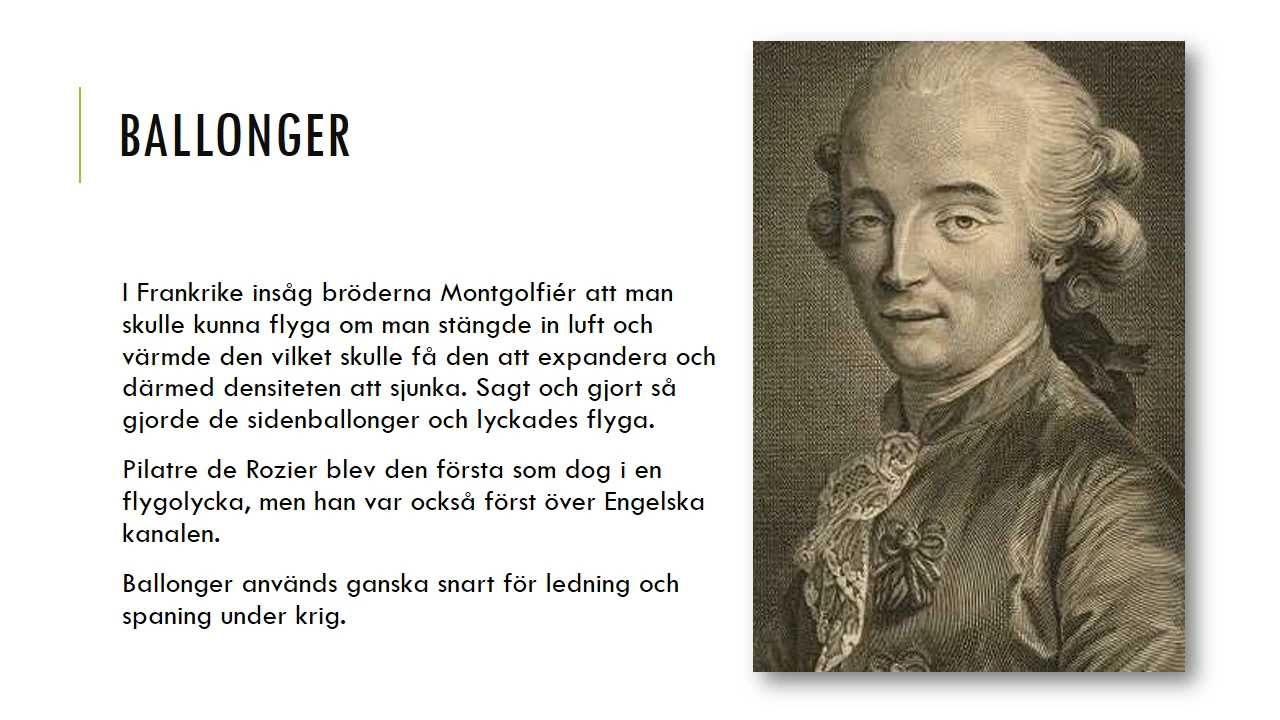 BALLONGER
I Frankrike insåg bröderna Montgolfiér att man
skulle kunna flyga om man stängde in luft och
värmde den vilket skulle få den att expandera och
därmed densiteten att sjunka. Sagt och gjort så
gjorde de sidenballonger och lyckades flyga.
Pilatre de Rozier blev den första som dog i en
flygolycka, men han var också först över Engelska
kanalen.
Ballonger används ganska snart för ledning och
spaning under krig.